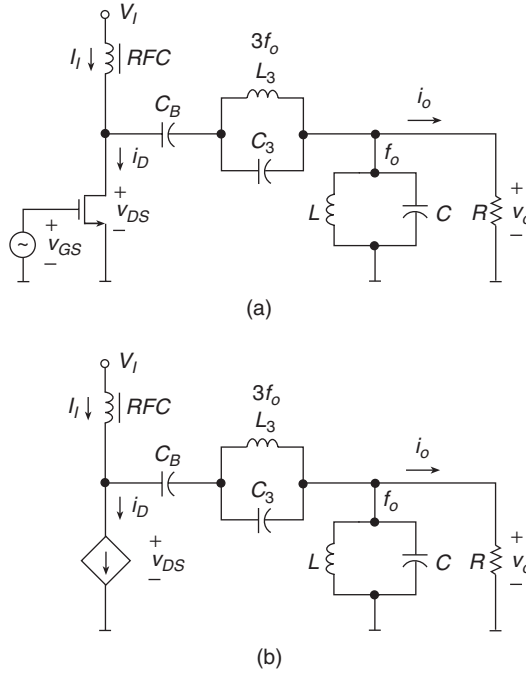 V_I
I_I RFC
3f_o
L_3
C_B
C_3
i_o
i_D
f_o
+
v_DS
−
~
+
v_GS
−
L
C
R
+
v_o
−
(a)
V_I
I_I RFC
3f_o
L_3
C_B
C_3
i_o
i_D
f_o
+
v_DS
−
L
C
R
+
v_o
−
(b)